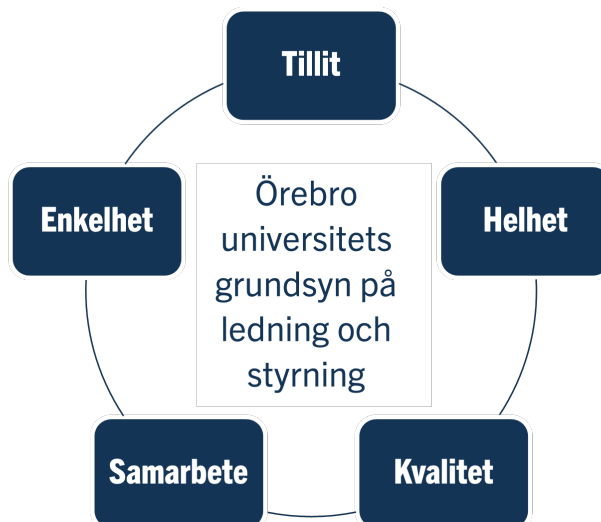 Tillit
Enkelhet
Örebro
universitets
grundsyn på
ledning och
styrning
Helhet
Samarbete
Kvalitet